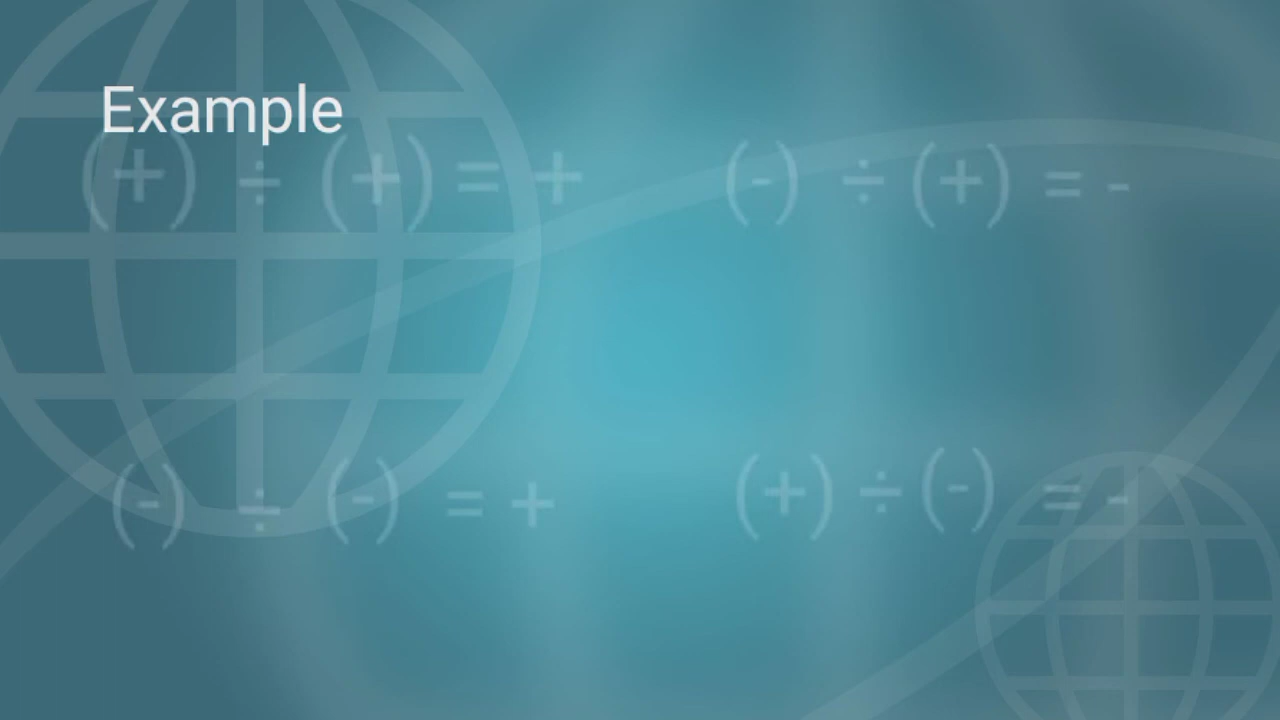 Example
(+) ÷ (+) = + (-) ÷ (+) = -
(-) ÷ (-) = + (+) ÷ (-) = -